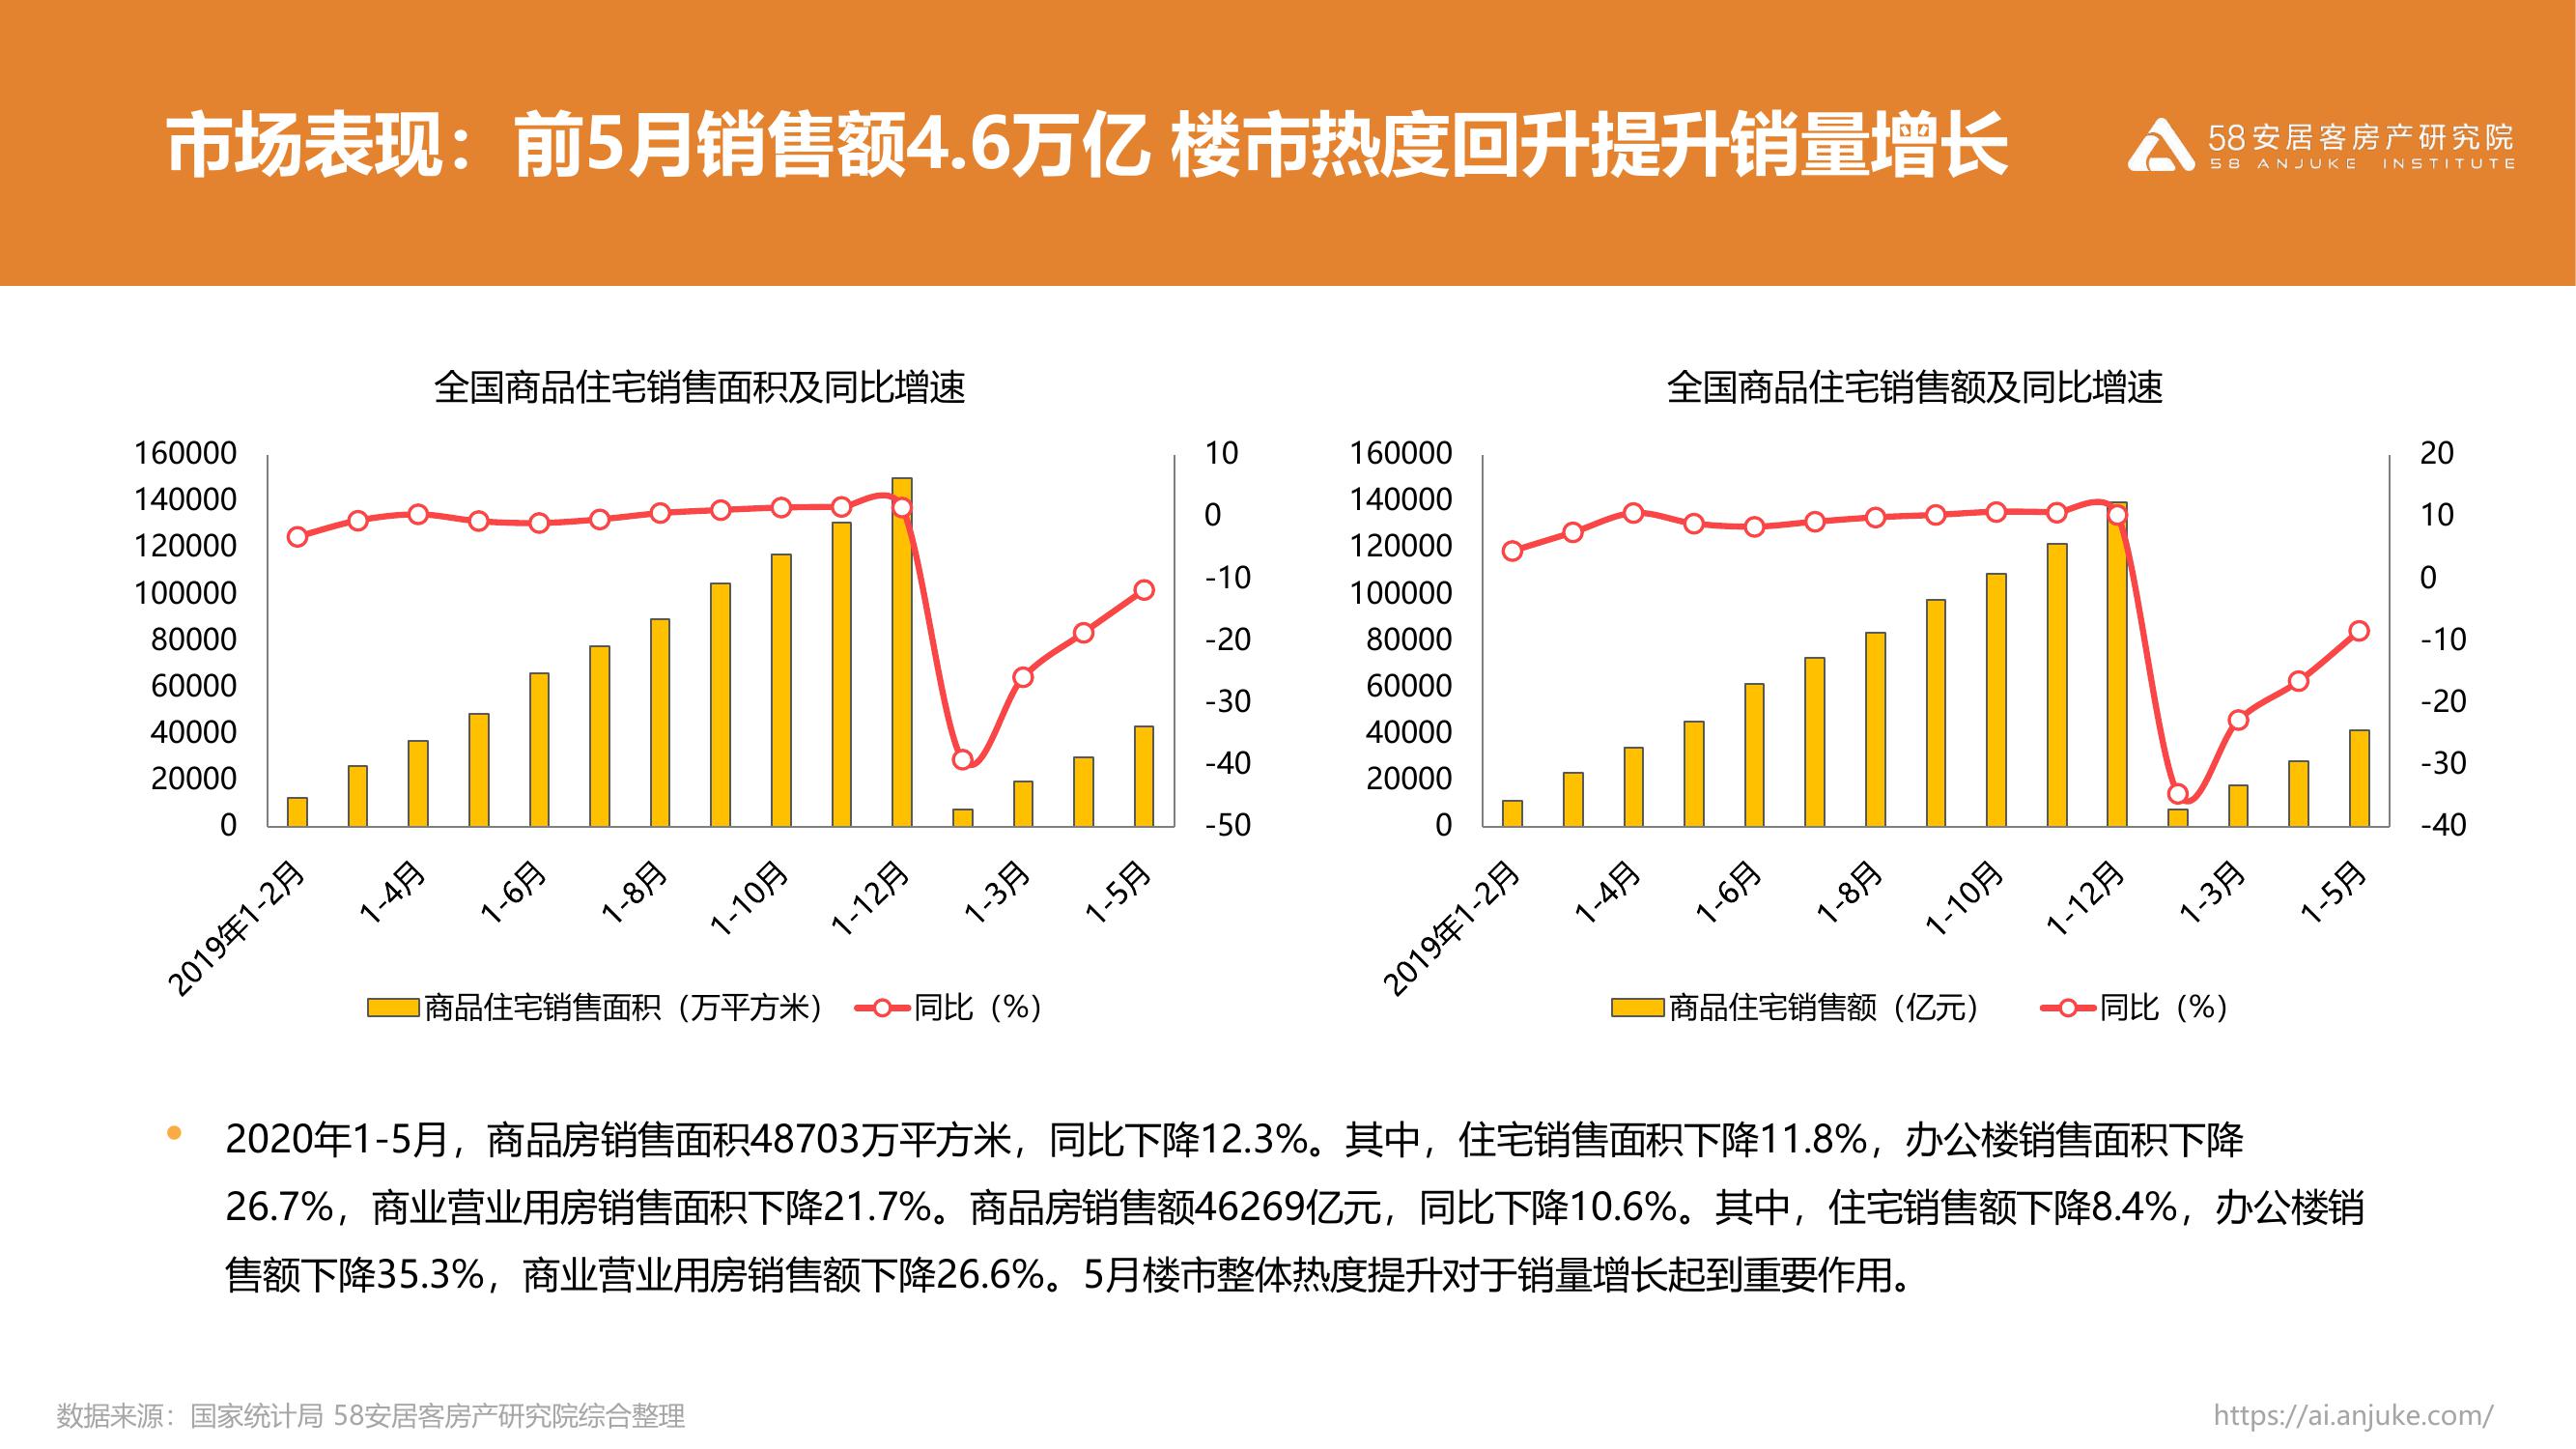 市场表现：前5月销售额4.6万亿 楼市热度回升提升销量增长
58安居客房产研究院
58 ANJUKE INSTITUTE
全国商品住宅销售面积及同比增速
160000
140000
120000
100000
80000
60000
40000
20000
0
10
0
-10
-20
-30
-40
-50
2019年1-2月
1-4月
1-6月
1-8月
1-10月
1-12月
1-3月
1-5月
商品住宅销售面积（万平方米）
同比（%）
全国商品住宅销售额及同比增速
160000
140000
120000
100000
80000
60000
40000
20000
0
20
10
0
-10
-20
-30
-40
2019年1-2月
1-4月
1-6月
1-8月
1-10月
1-12月
1-3月
1-5月
商品住宅销售额（亿元）
同比（%）
• 2020年1-5月，商品房销售面积48703万平方米，同比下降12.3%。其中，住宅销售面积下降11.8%，办公楼销售面积下降
26.7%，商业营业用房销售面积下降21.7%。商品房销售额46269亿元，同比下降10.6%。其中，住宅销售额下降8.4%，办公楼销
售额下降35.3%，商业营业用房销售额下降26.6%。5月楼市整体热度提升对于销量增长起到重要作用。
数据来源：国家统计局 58安居客房产研究院综合整理
https://ai.anjuke.com/